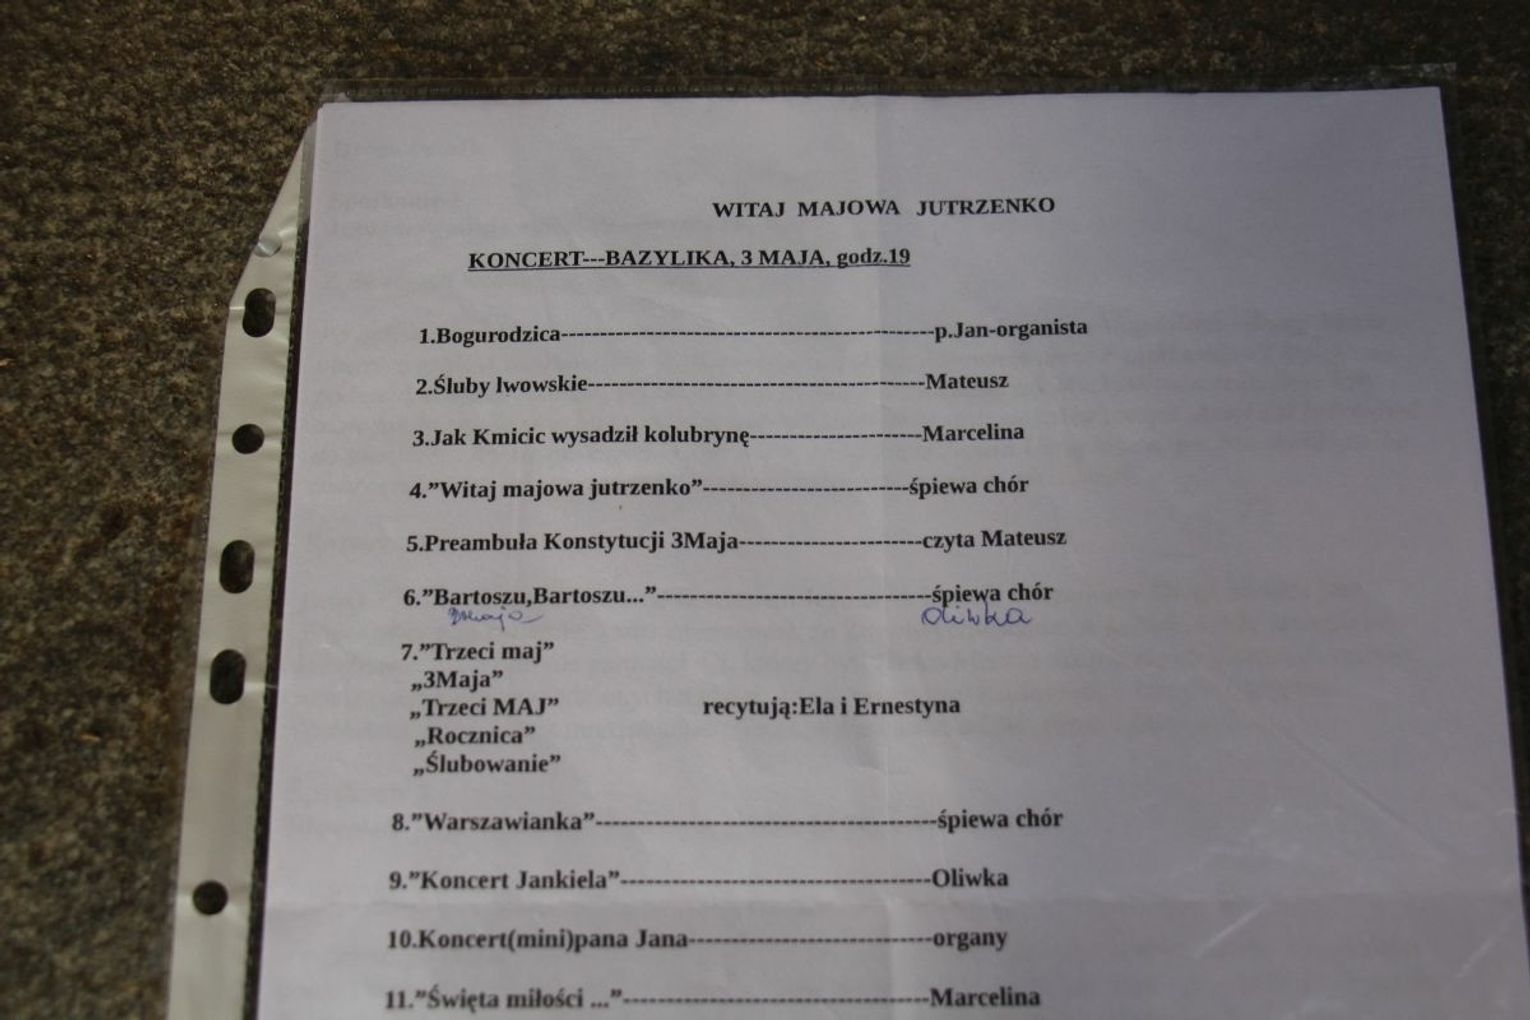 WITAJ MAJOWA JUTRZENKO
KONCERT---BAZYLIKA, 3 MAJA, godz.19
1.Bogurodzica------------------------------------------------p.Jan-organista
2.Śluby lwowskie-------------------------------------------Mateusz
3.Jak Kmicic wysadził kolubrynę----------------------Marcelina
4.”Witaj majowa jutrzenko”--------------------------śpiewa chór
5.Preambuła Konstytucji 3Maja-----------------------czyta Mateusz
6.”Bartoszu,Bartoszu...”-----------------------------------śpiewa chór
Oliwka
7.”Trzeci maj”
„3Maja”
„Trzeci MAJ” recytują:Ela i Ernestyna
„Rocznica”
„Ślubowanie”
8.”Warszawianka”-------------------------------------------śpiewa chór
9.”Koncert Jankiela”---------------------------------------Oliwka
10.Koncert(mini)pana Jana-------------------------------organy
11.”Święta miłości ...”---------------------------------------Marcelina